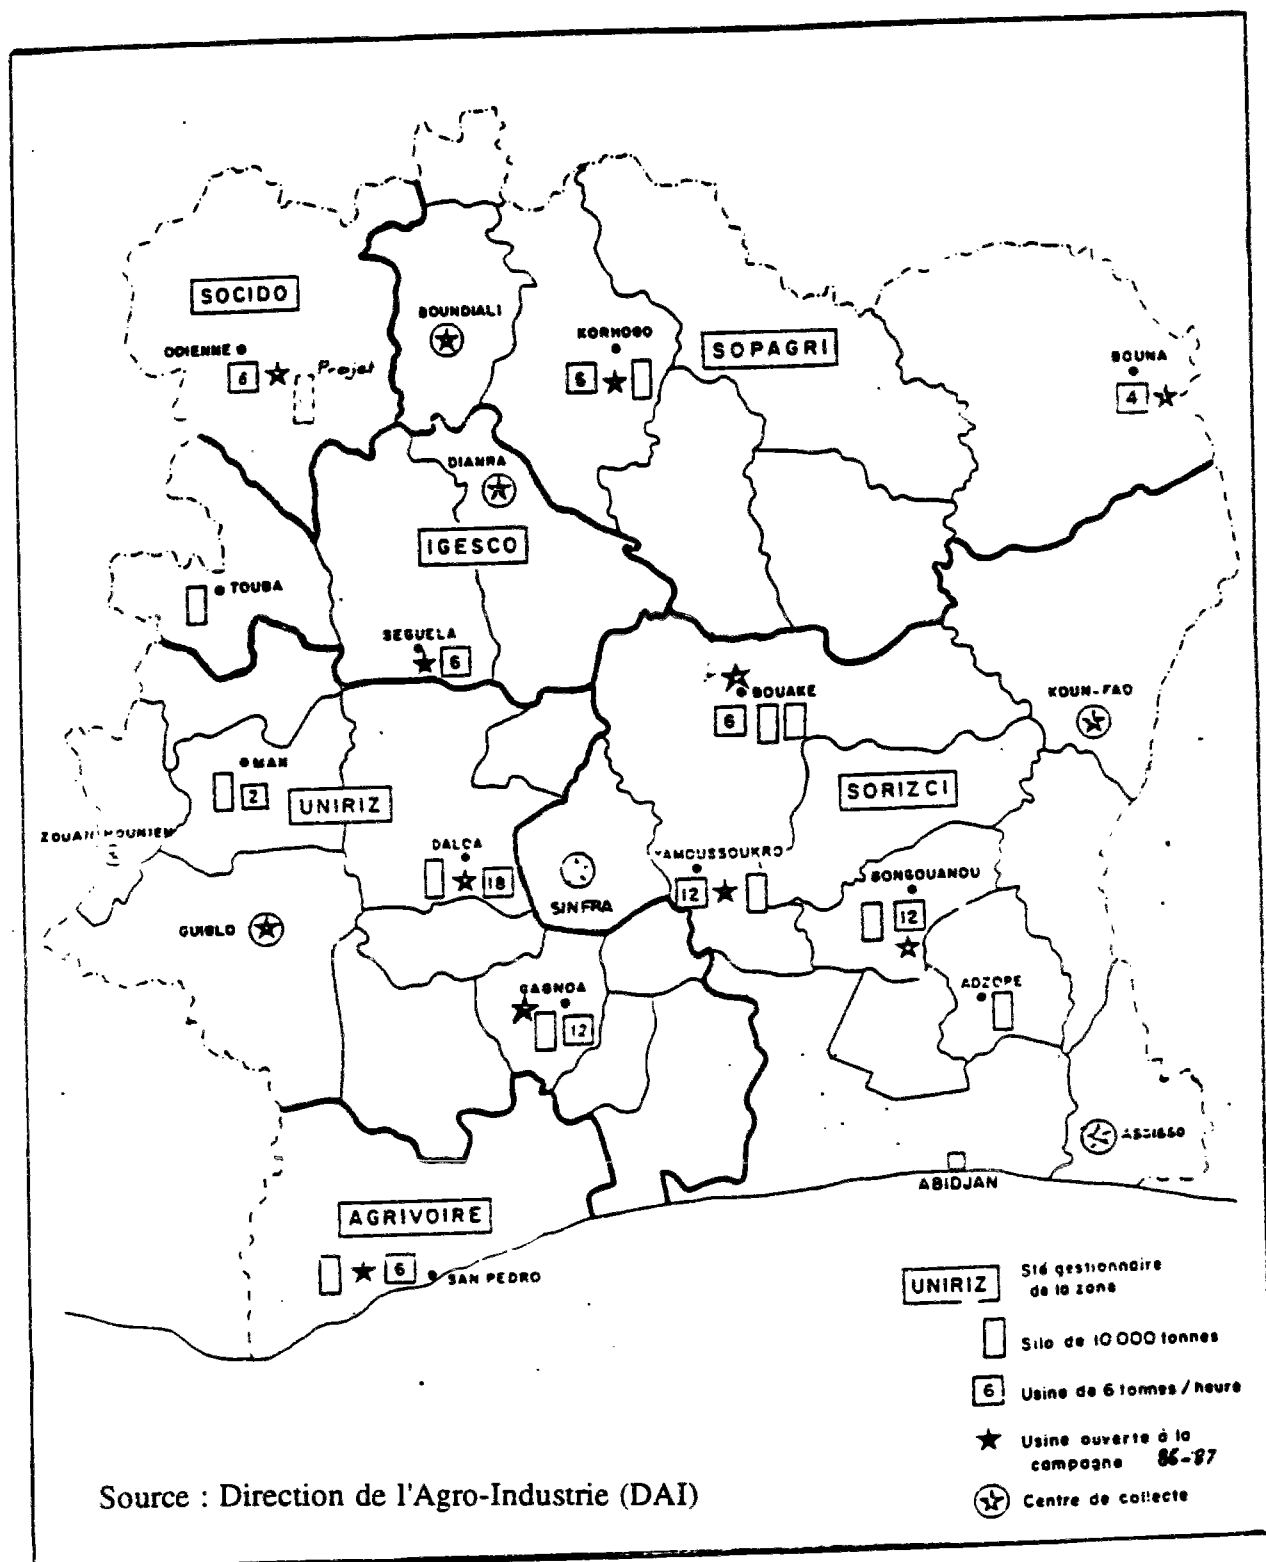 SOCIDO
BOUNDIALI
ODIENNE
6
Projet
KORHOGO
6
SOPAGRI
BOUNA
4
DIANRA
IGESCO
TOUBA
SEGUELA
6
BOUAKE
6
KOUN-FAO
MAN
2
UNIRIZ
SORIZCI
ZOUAN HOUNIEN
DALOA
18
SINFRA
YAMOUSSOUKRO
12
BONGOUANOU
12
GUIGLO
GAGNOA
12
ADZOPE
ABIDJAN
AGRIVOIRE
6
SAN PEDRO
UNIRIZ
Sté gestionnaire
de la zone
Silo de 10 000 tonnes
6
Usine de 6 tonnes / heure
Usine ouverte à la
campagne 86-87
Centre de collecte
Source : Direction de l'Agro-Industrie (DAI)